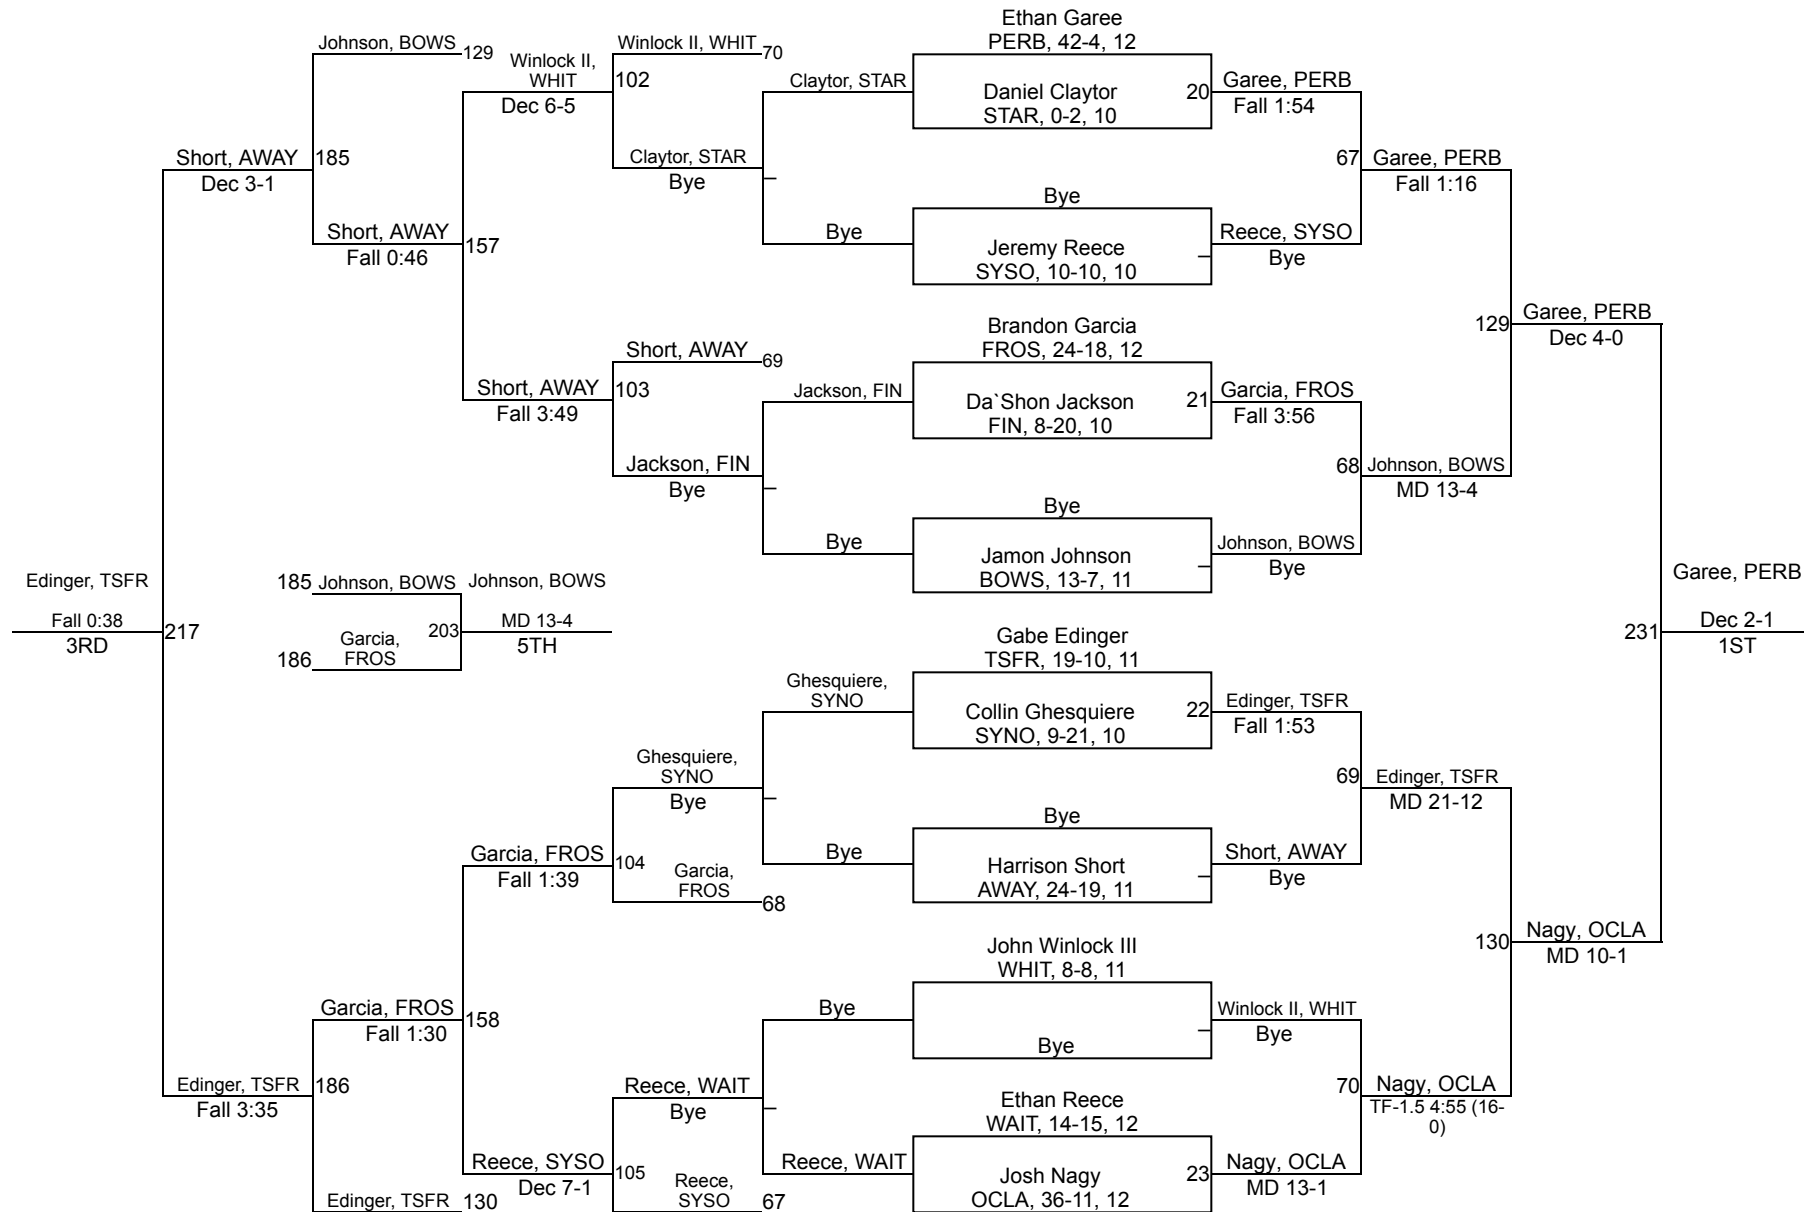 Ethan Garee
PERB, 42-4, 12
Johnson, BOWS
129
Winlock II,
WHIT
Dec 6-5
Winlock II, WHIT
70
102
Claytor, STAR
Daniel Claytor
STAR, 0-2, 10
20
Garee, PERB
Fall 1:54
Short, AWAY
Dec 3-1
185
Claytor, STAR
Bye
67
Garee, PERB
Fall 1:16
Bye
Short, AWAY
Fall 0:46
157
Bye
Jeremy Reece
SYSO, 10-10, 10
Reece, SYSO
Bye
Brandon Garcia
FROS, 24-18, 12
129
Garee, PERB
Dec 4-0
Short, AWAY
69
Short, AWAY
Fall 3:49
103
Jackson, FIN
Da`Shon Jackson
FIN, 8-20, 10
21
Garcia, FROS
Fall 3:56
Jackson, FIN
Bye
68
Johnson, BOWS
MD 13-4
Bye
Bye
Jamon Johnson
BOWS, 13-7, 11
Johnson, BOWS
Bye
Edinger, TSFR
Fall 0:38
3RD
217
185
Johnson, BOWS
186
Garcia,
FROS
203
Johnson, BOWS
MD 13-4
5TH
Garee, PERB
231
Dec 2-1
1ST
Gabe Edinger
TSFR, 19-10, 11
Ghesquiere,
SYNO
Collin Ghesquiere
SYNO, 9-21, 10
22
Edinger, TSFR
Fall 1:53
Ghesquiere,
SYNO
Bye
69
Edinger, TSFR
MD 21-12
Bye
Garcia, FROS
Fall 1:39
104
Garcia,
FROS
68
Bye
Harrison Short
AWAY, 24-19, 11
Short, AWAY
Bye
John Winlock III
WHIT, 8-8, 11
130
Nagy, OCLA
MD 10-1
Garcia, FROS
Fall 1:30
158
Bye
Bye
Winlock II, WHIT
Bye
Edinger, TSFR
Fall 3:35
186
Reece, WAIT
Bye
Ethan Reece
WAIT, 14-15, 12
70
Nagy, OCLA
TF-1.5 4:55 (16-
0)
Reece, SYSO
Dec 7-1
105
Reece,
SYSO
67
Reece, WAIT
Josh Nagy
OCLA, 36-11, 12
23
Nagy, OCLA
MD 13-1
Edinger, TSFR
130